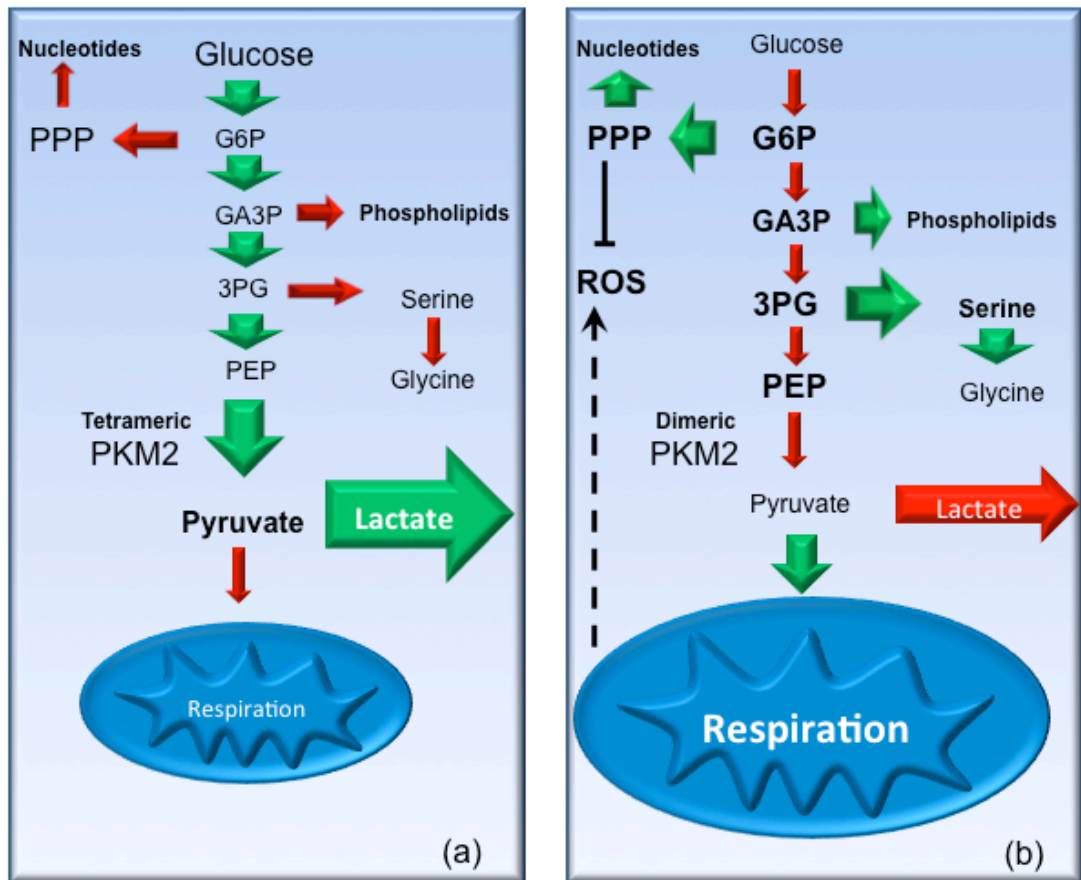 Nucleotides
Glucose
PPP
G6P
GA3P
Phospholipids
3PG
Serine
PEP
Glycine
Tetrameric
PKM2
Pyruvate
Lactate
Respiration
(a)
Nucleotides
Glucose
PPP
G6P
GA3P
Phospholipids
ROS
3PG
Serine
PEP
Glycine
Dimeric
PKM2
Pyruvate
Lactate
Respiration
(b)